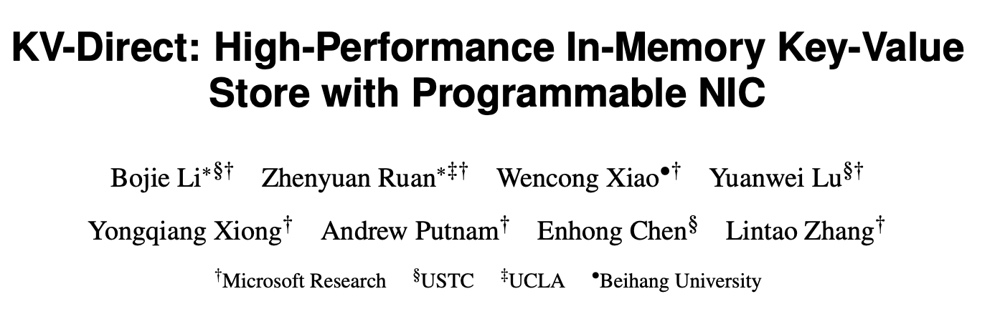 KV-Direct: High-Performance In-Memory Key-Value
Store with Programmable NIC
Bojie Li*§† Zhenyuan Ruan*‡† Wencong Xiao•† Yuanwei Lu§†
Yongqiang Xiong† Andrew Putnam† Enhong Chen§ Lintao Zhang†
†Microsoft Research §USTC ‡UCLA •Beihang University